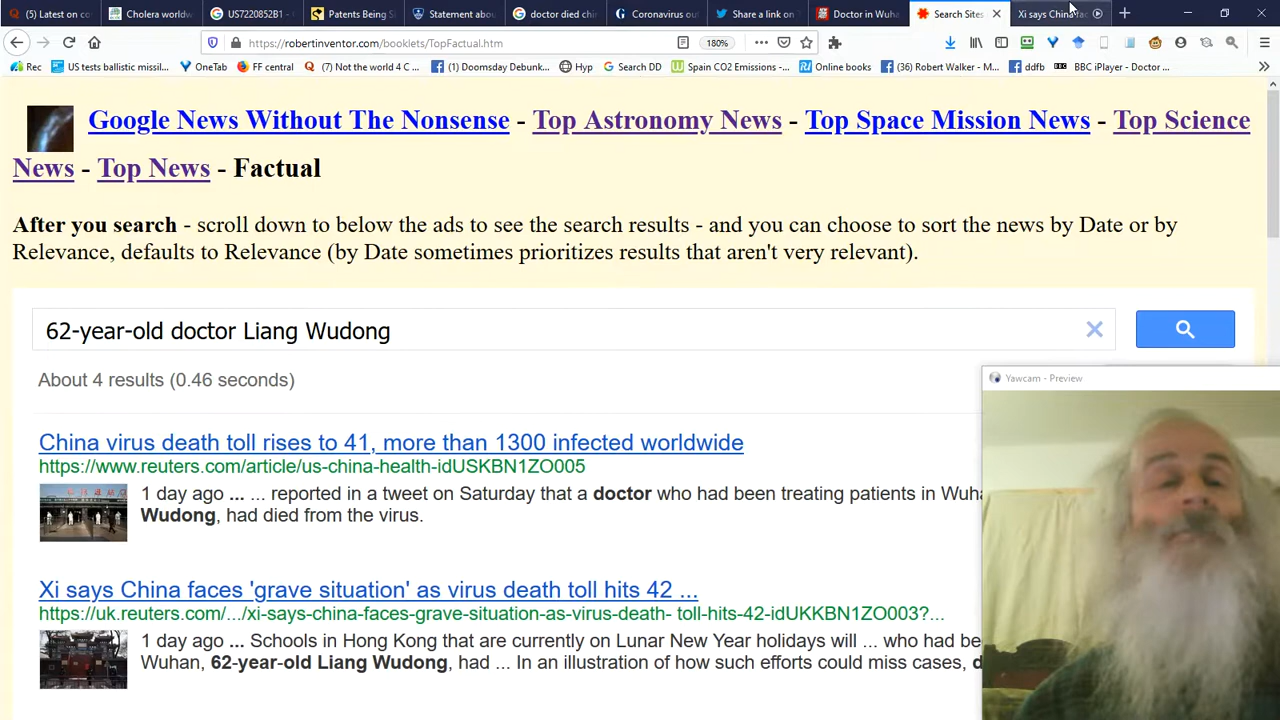 (5) Latest on co
Cholera worldw
US7220852B1 -
Patents Being Si
Statement abou
doctor died chin
Coronavirus out
Share a link on T
Doctor in Wuha
Search Sites
Xi says China fac
https://robertinventor.com/booklets/TopFactual.htm
180%
Rec
US tests ballistic missil...
OneTab
FF central
(7) Not the world 4 C...
(1) Doomsday Debunk...
Hyp
Search DD
Spain CO2 Emissions -...
Online books
(36) Robert Walker - M...
ddfb
BBC iPlayer - Doctor ...
Google News Without The Nonsense - Top Astronomy News - Top Space Mission News - Top Science
News - Top News - Factual
After you search - scroll down to below the ads to see the search results - and you can choose to sort the news by Date or by
Relevance, defaults to Relevance (by Date sometimes prioritizes results that aren't very relevant).
62-year-old doctor Liang Wudong
About 4 results (0.46 seconds)
Yawcam - Preview
China virus death toll rises to 41, more than 1300 infected worldwide
https://www.reuters.com/article/us-china-health-idUSKBN1ZO005
1 day ago ... ... reported in a tweet on Saturday that a doctor who had been treating patients in Wuha
Wudong, had died from the virus.
Xi says China faces 'grave situation' as virus death toll hits 42 ...
https://uk.reuters.com/.../xi-says-china-faces-grave-situation-as-virus-death- toll-hits-42-idUKKBN1ZO003?...
1 day ago ... Schools in Hong Kong that are currently on Lunar New Year holidays will ... who had be
Wuhan, 62-year-old Liang Wudong, had ... In an illustration of how such efforts could miss cases, d